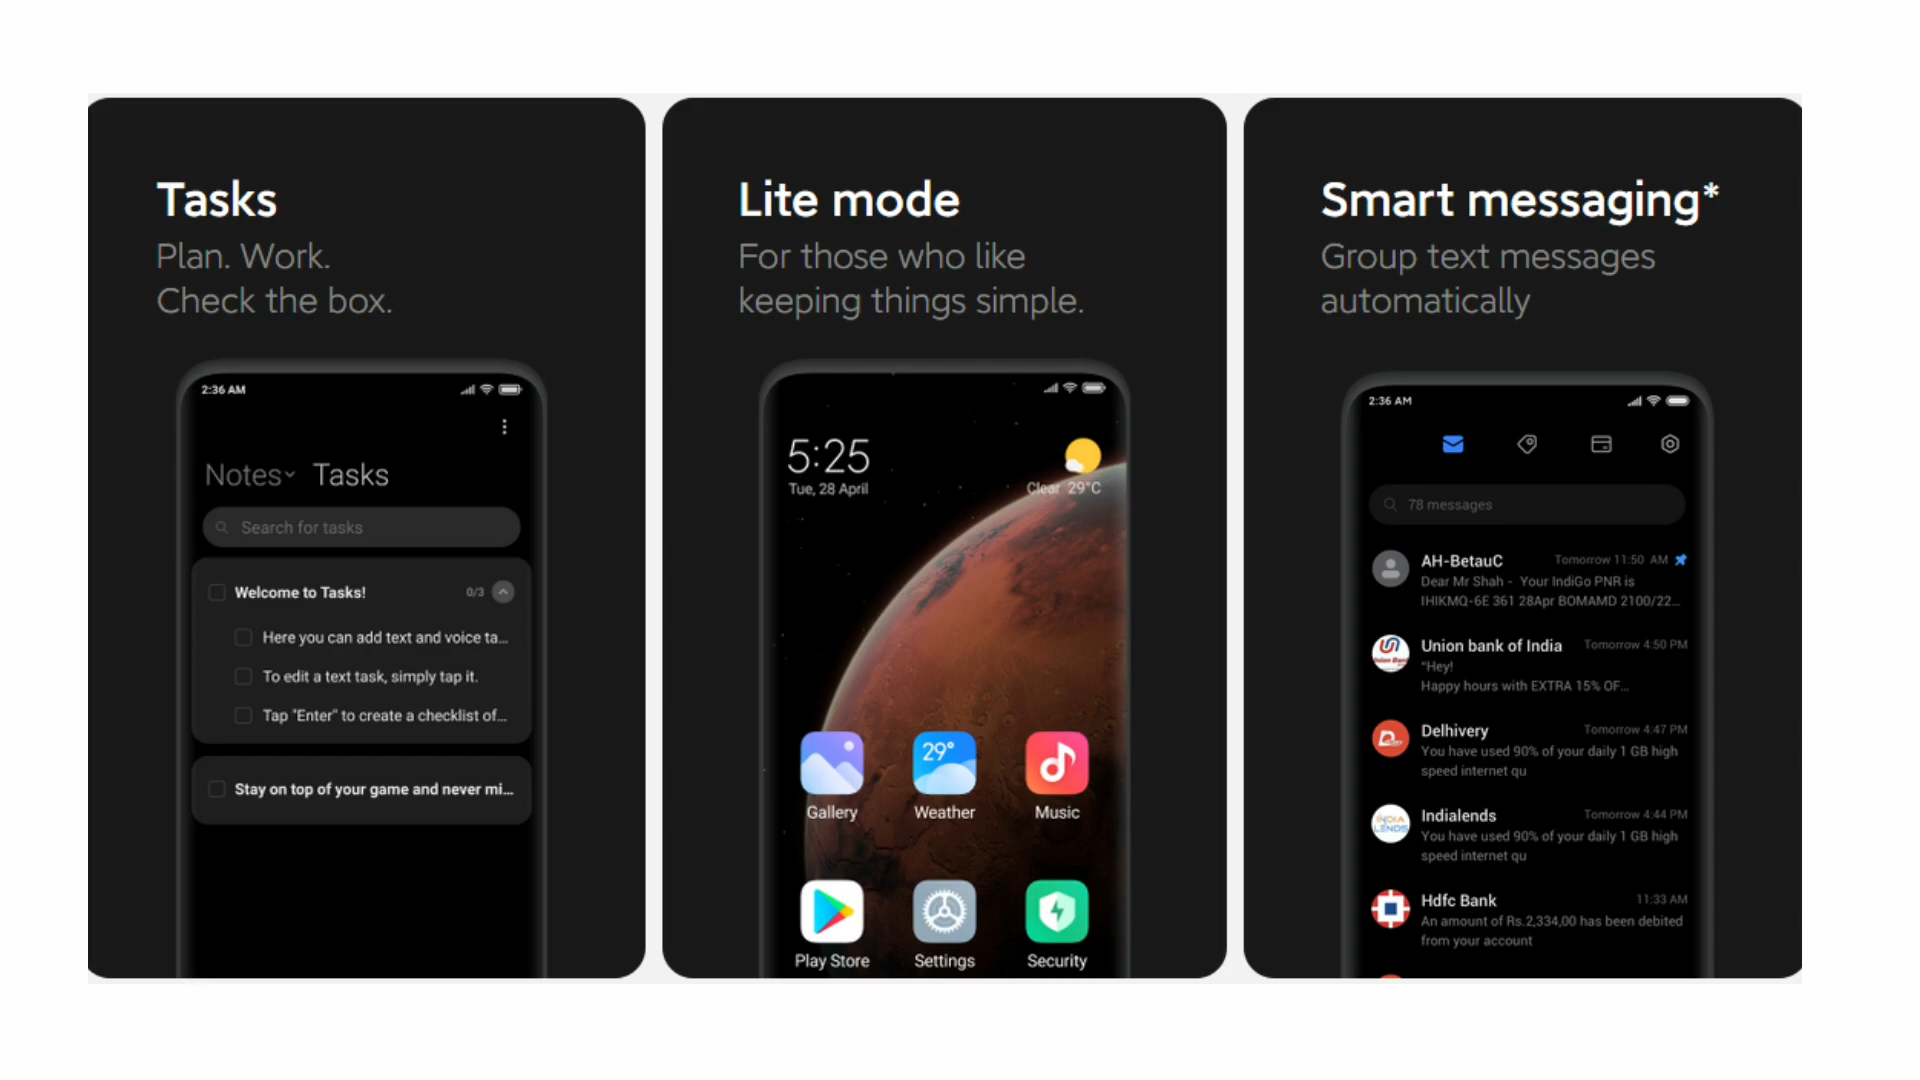 Tasks
Plan. Work.
Check the box.
2:36 AM
Notes Tasks
Search for tasks
Welcome to Tasks! 0/3
Here you can add text and voice ta...
To edit a text task, simply tap it.
Tap "Enter" to create a checklist of...
Stay on top of your game and never mi...
Lite mode
For those who like
keeping things simple.
5:25
Tue, 28 April
Clear 29°C
29°
Gallery Weather Music
Play Store Settings Security
Smart messaging*
Group text messages
automatically
2:36 AM
78 messages
AH-BetauC Tomorrow 11:50 AM
Dear Mr Shah - Your IndiGo PNR is
IHIKMQ-6E 361 28Apr BOMAMD 2100/22...
Union bank of India Tomorrow 4:50 PM
"Hey!
Happy hours with EXTRA 15% OF...
Delhivery Tomorrow 4:47 PM
You have used 90% of your daily 1 GB high
speed internet qu
Indialends Tomorrow 4:44 PM
INDIA
LENDS
You have used 90% of your daily 1 GB high
speed internet qu
Hdfc Bank 11:33 AM
An amount of Rs.2,334,00 has been debited
from your account